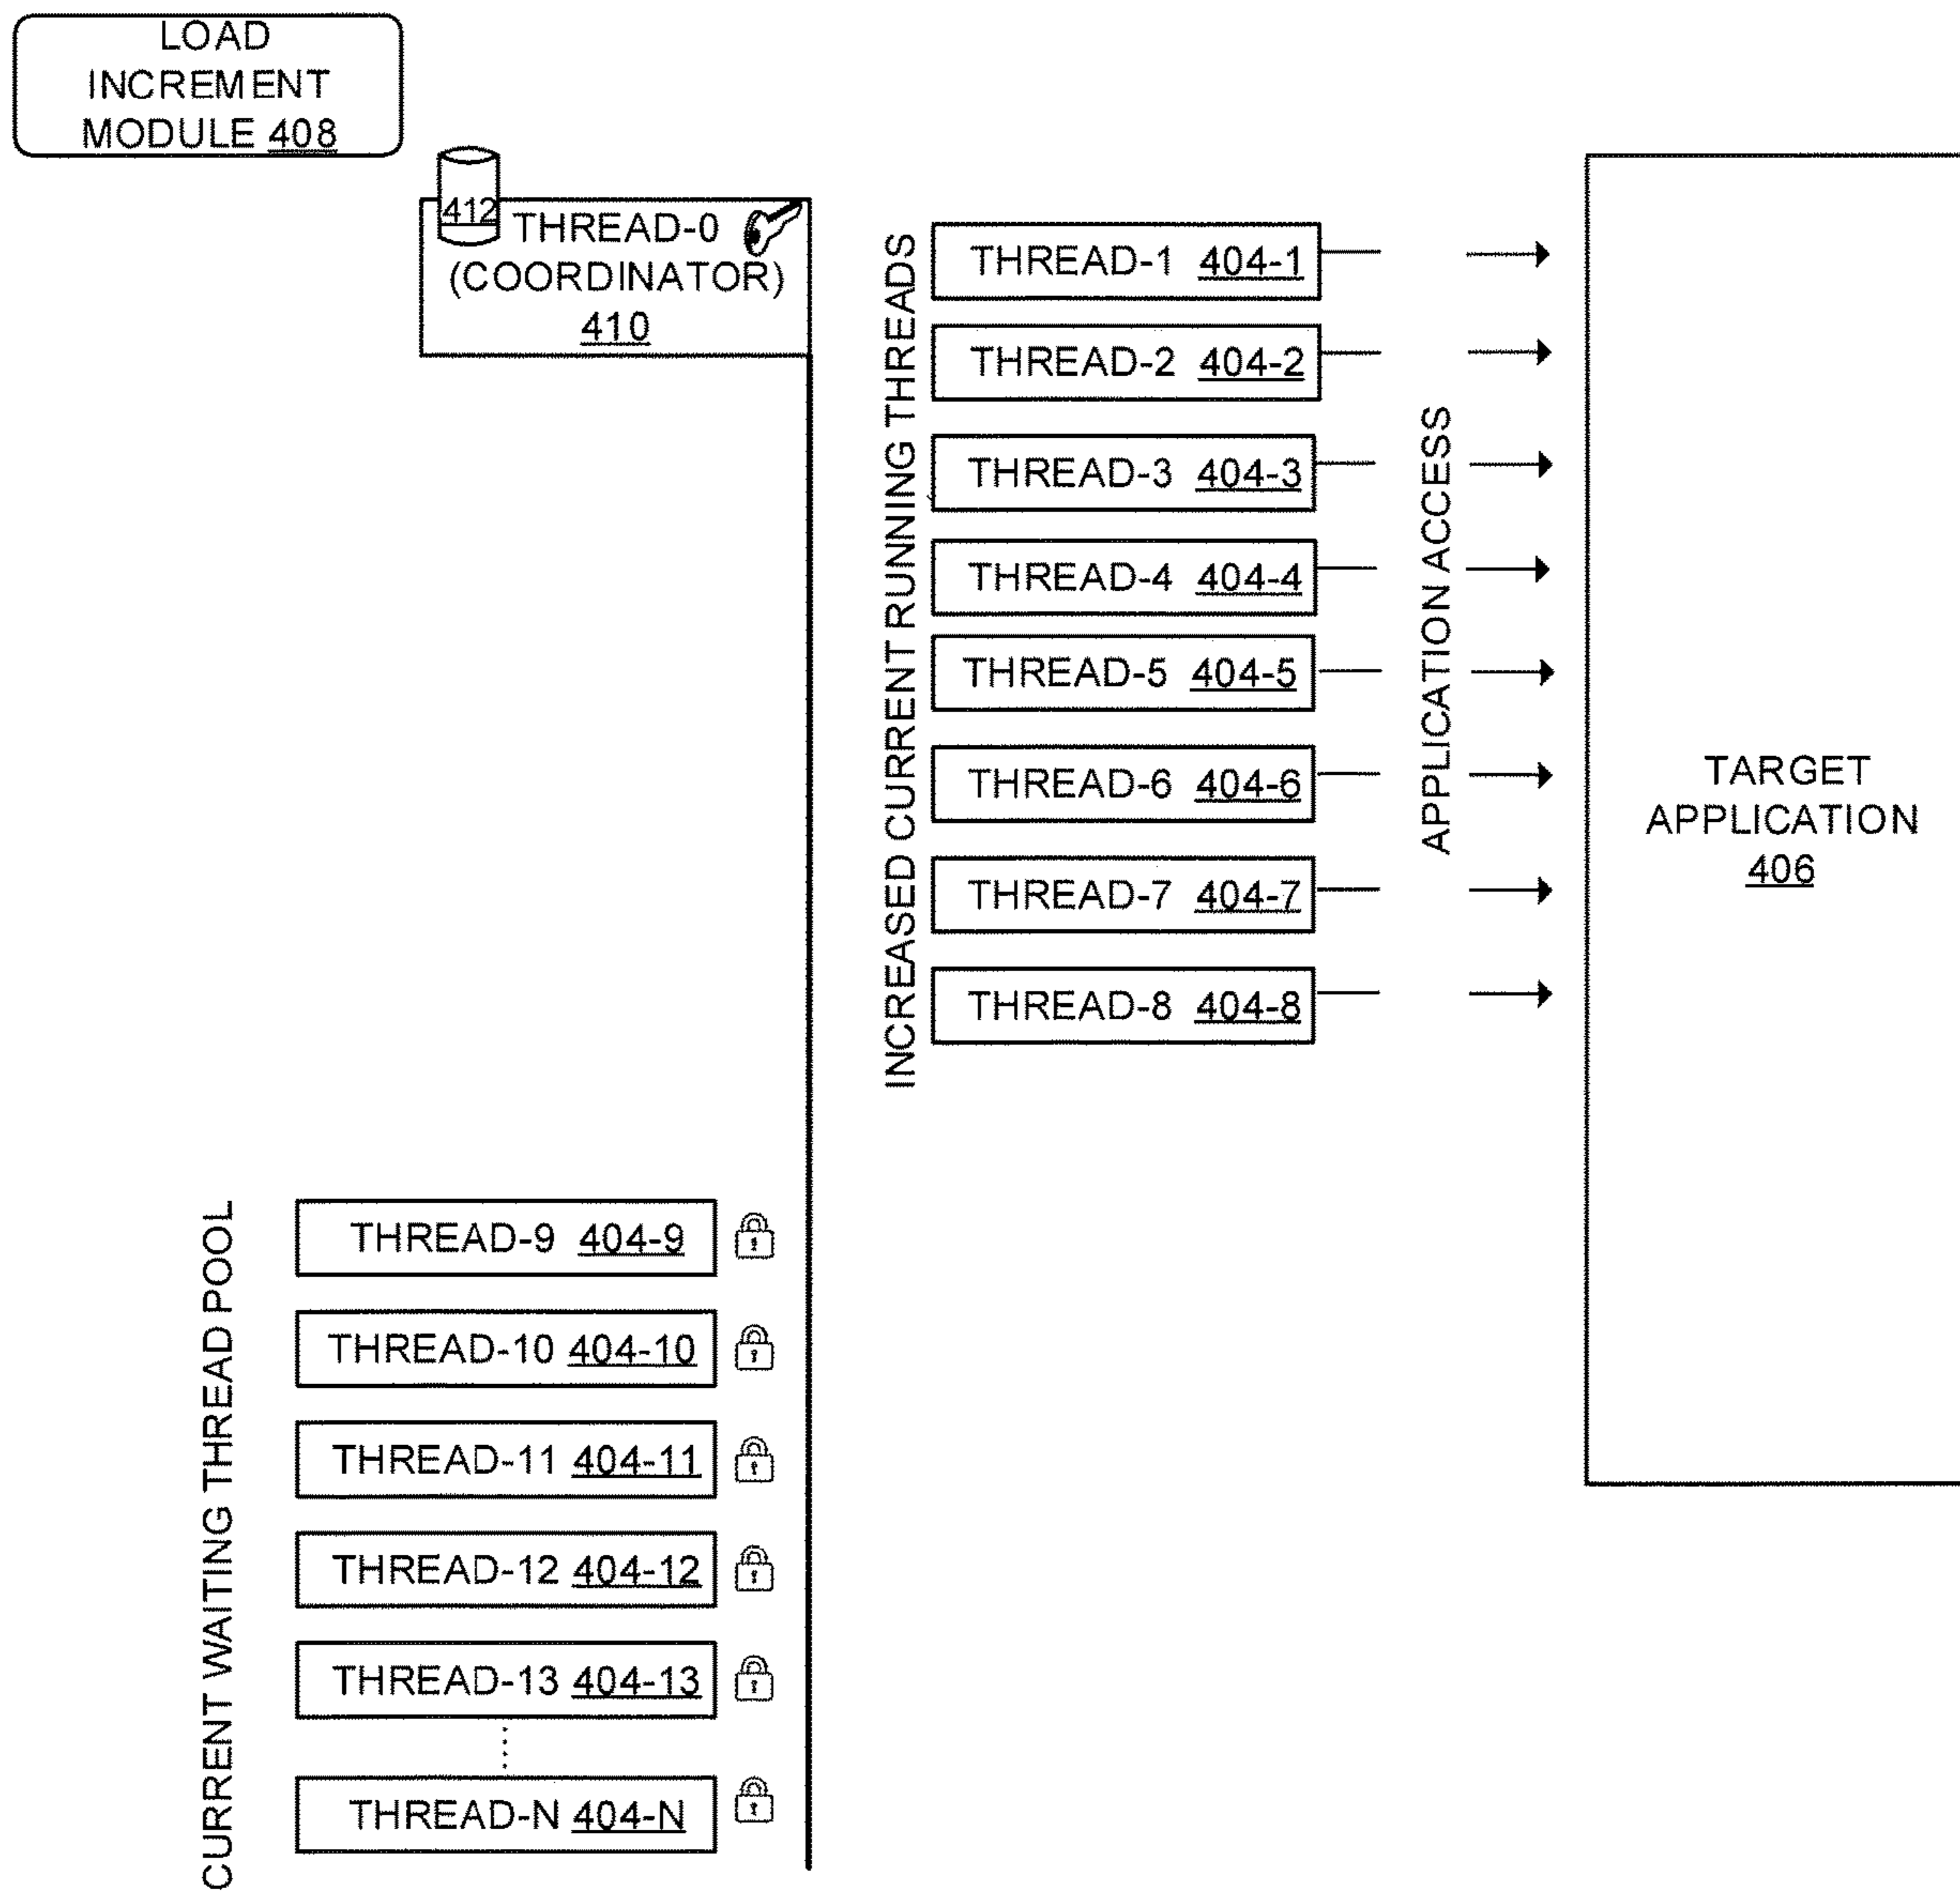 LOAD
INCREMENT
MODULE 408
412
THREAD-0
(COORDINATOR)
410
INCREASED CURRENT RUNNING THREADS
THREAD-1 404-1
THREAD-2 404-2
THREAD-3 404-3
THREAD-4 404-4
THREAD-5 404-5
THREAD-6 404-6
THREAD-7 404-7
THREAD-8 404-8
APPLICATION ACCESS
TARGET
APPLICATION
406
CURRENT WAITING THREAD POOL
THREAD-9 404-9
THREAD-10 404-10
THREAD-11 404-11
THREAD-12 404-12
THREAD-13 404-13
THREAD-N 404-N